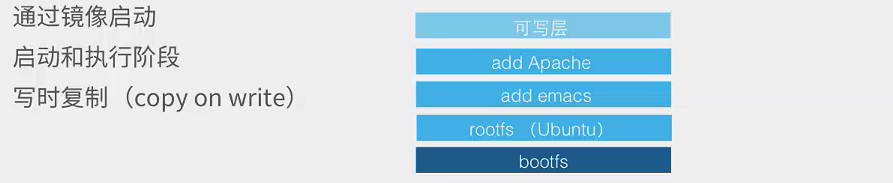 通过镜像启动
启动和执行阶段
写时复制（copy on write）
可写层
add Apache
add emacs
rootfs （Ubuntu）
bootfs